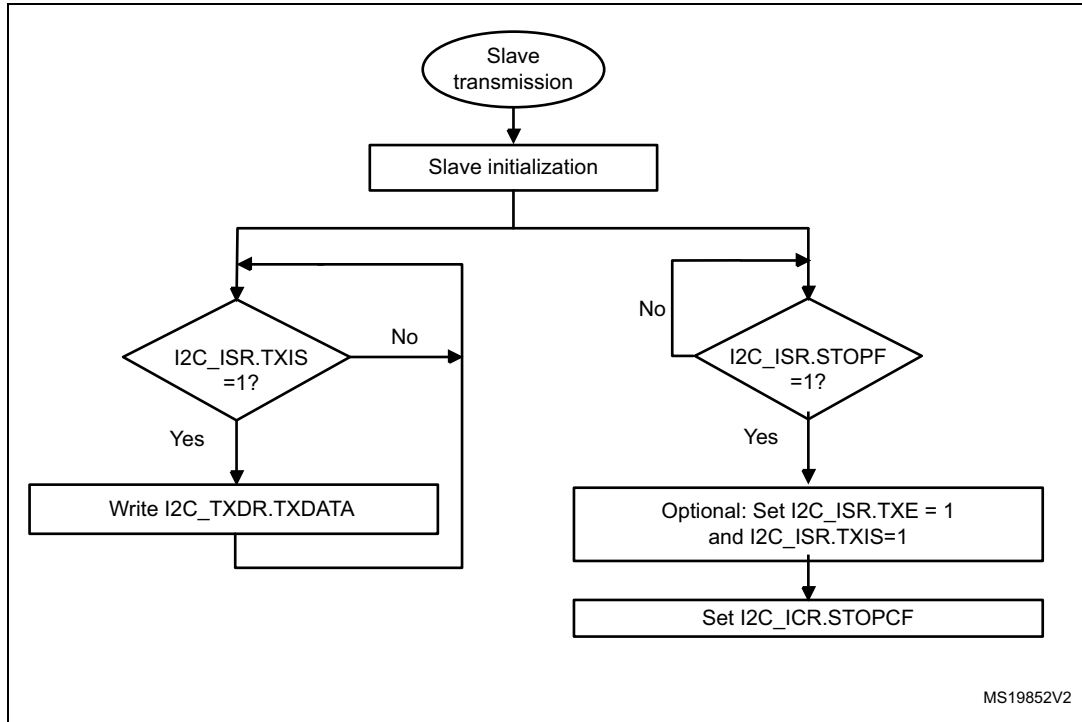 Slave
transmission
Slave initialization
No
I2C_ISR.TXIS
=1?
Yes
Write I2C_TXDR.TXDATA
No
I2C_ISR.STOPF
=1?
Yes
Optional: Set I2C_ISR.TXE = 1
and I2C_ISR.TXIS=1
Set I2C_ICR.STOPCF
MS19852V2